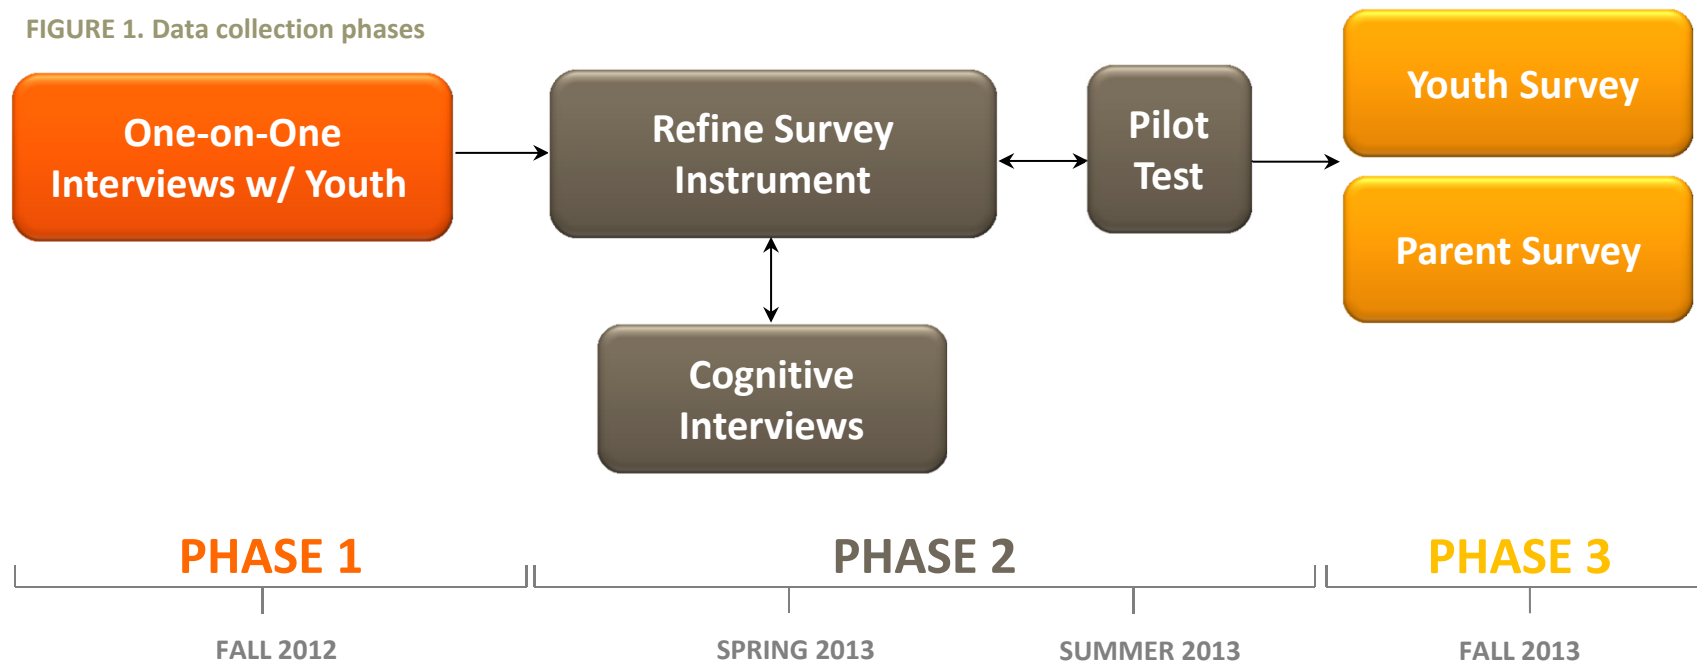 FIGURE 1. Data collection phases
One-on-One
Interviews w/ Youth
Refine Survey
Instrument
Pilot
Test
Youth Survey
Parent Survey
Cognitive
Interviews
PHASE 1
PHASE 2
PHASE 3
FALL 2012
SPRING 2013
SUMMER 2013
FALL 2013